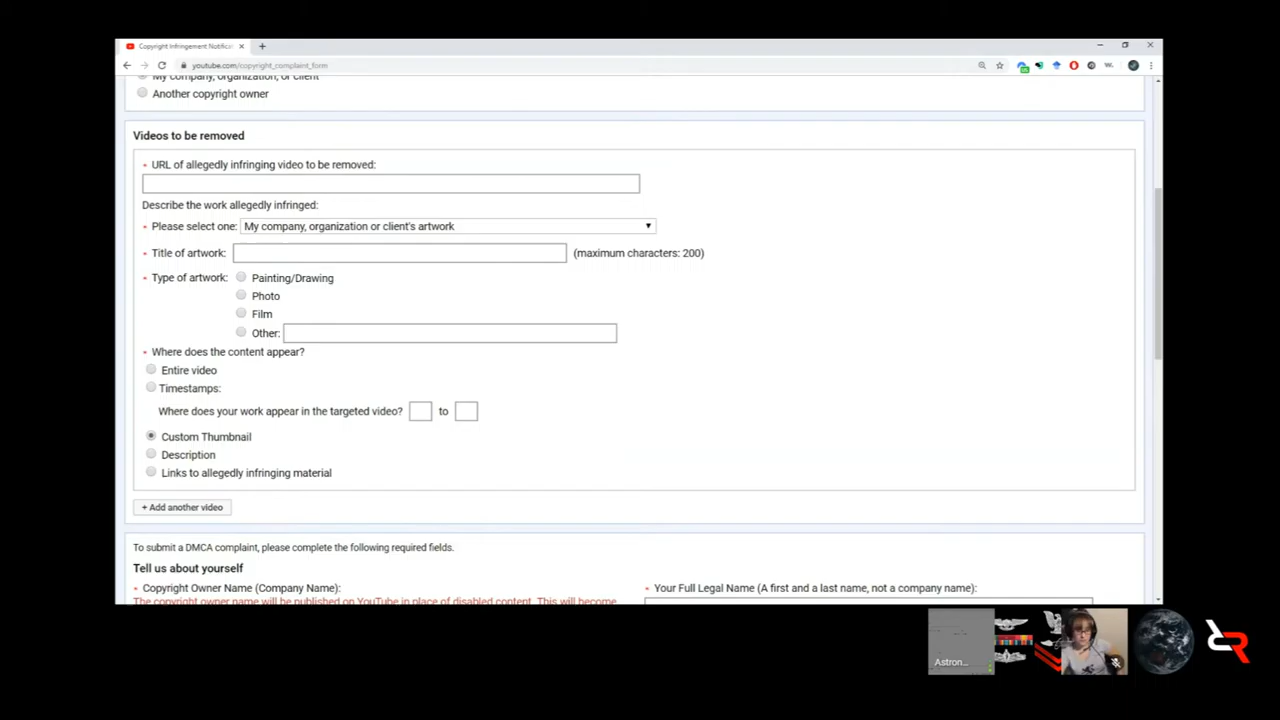 Copyright Infringement Notifica
youtube.com/copyright_complaint_form
My company, organization, or client
Another copyright owner
Videos to be removed
* URL of allegedly infringing video to be removed:
Describe the work allegedly infringed:
* Please select one: My company, organization or client's artwork
* Title of artwork: (maximum characters: 200)
* Type of artwork: Painting/Drawing
Photo
Film
Other:
* Where does the content appear?
Entire video
Timestamps:
Where does your work appear in the targeted video? to
Custom Thumbnail
Description
Links to allegedly infringing material
+ Add another video
To submit a DMCA complaint, please complete the following required fields.
Tell us about yourself
* Copyright Owner Name (Company Name): * Your Full Legal Name (A first and a last name, not a company name):
The copyright owner name will be published on YouTube in place of disabled content. This will become
Astron...